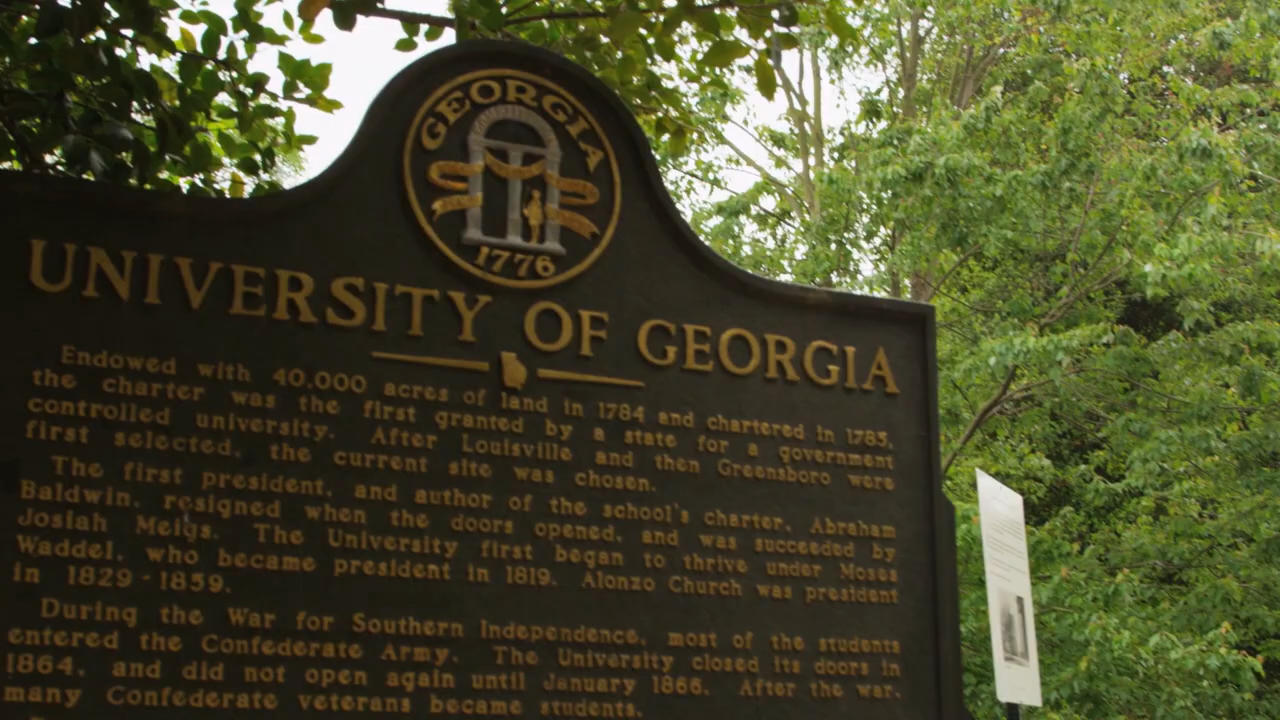 GEORGIA
1776
UNIVERSITY OF GEORGIA
Endowed with 40,000 acres of land in 1784 and chartered in 1785,
the charter was the first granted by a state for a government
controlled university. After Louisville and then Greensboro were
first selected, the current site was chosen.
The first president, and author of the school's charter, Abraham
Baldwin, resigned when the doors opened, and was succeeded by
Josiah Meigs. The University first began to thrive under Moses
Waddel, who became president in 1819. Alonzo Church was president
in 1829-1859.
During the War for Southern Independence, most of the students
entered the Confederate Army. The University closed its doors in
1864, and did not open again until January 1866. After the war,
many Confederate veterans became students.